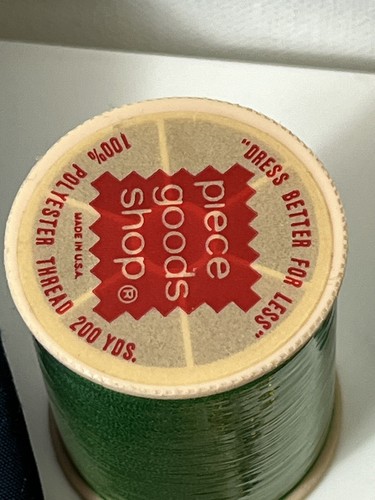 "DRESS BETTER FOR LESS"
piece
goods
shop®
MADE IN U.S.A.
100% POLYESTER THREAD 200 YDS.